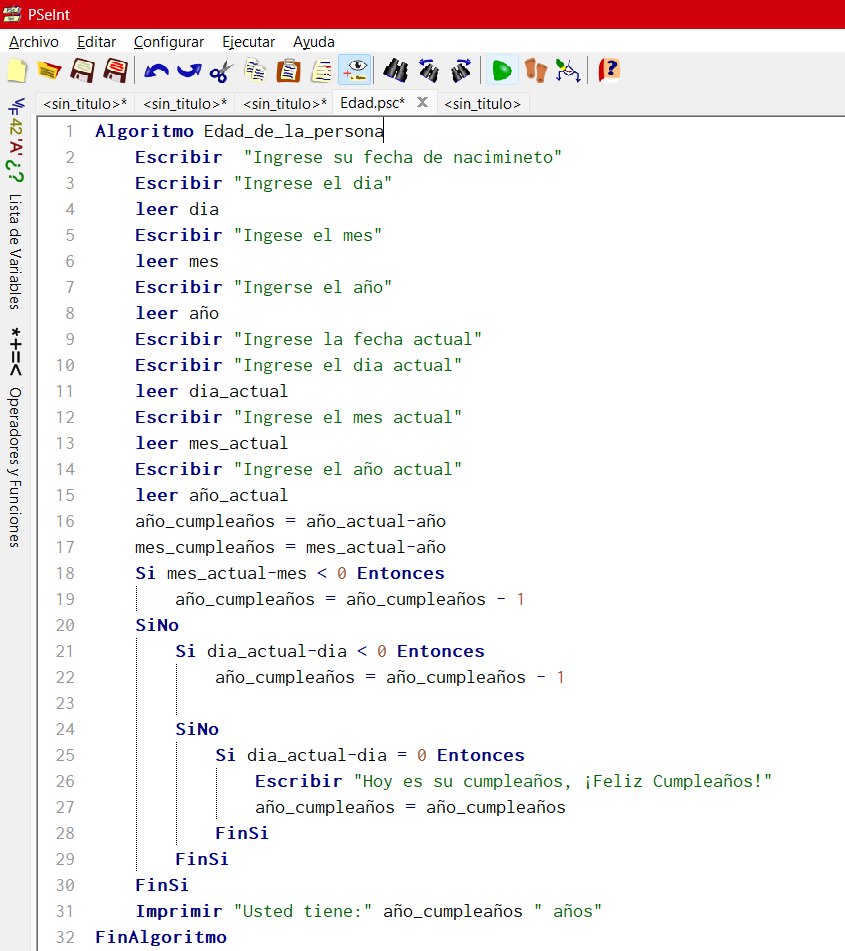 PSeInt
Archivo Editar Configurar Ejecutar Ayuda
<sin_titulo>* <sin_titulo>* <sin_titulo>* Edad.psc* X <sin_titulo>
1 Algoritmo Edad_de_la_persona
2 Escribir "Ingrese su fecha de nacimineto"
3 Escribir "Ingrese el dia"
4 leer dia
5 Escribir "Ingese el mes"
6 leer mes
7 Escribir "Ingerse el año"
8 leer año
9 Escribir "Ingrese la fecha actual"
10 Escribir "Ingrese el dia actual"
11 leer dia_actual
12 Escribir "Ingrese el mes actual"
13 leer mes_actual
14 Escribir "Ingrese el año actual"
15 leer año_actual
16 año_cumpleaños = año_actual-año
17 mes_cumpleaños = mes_actual-año
18 Si mes_actual-mes < 0 Entonces
19 año_cumpleaños = año_cumpleaños - 1
20 SiNo
21 Si dia_actual-dia < 0 Entonces
22 año_cumpleaños = año_cumpleaños - 1
23
24 SiNo
25 Si dia_actual-dia = 0 Entonces
26 Escribir "Hoy es su cumpleaños, ¡Feliz Cumpleaños!"
27 año_cumpleaños = año_cumpleaños
28 FinSi
29 FinSi
30 FinSi
31 Imprimir "Usted tiene:" año_cumpleaños " años"
32 FinAlgoritmo
V/F 42 'A' ¿? Lista de Variables
*+=< Operadores y Funciones